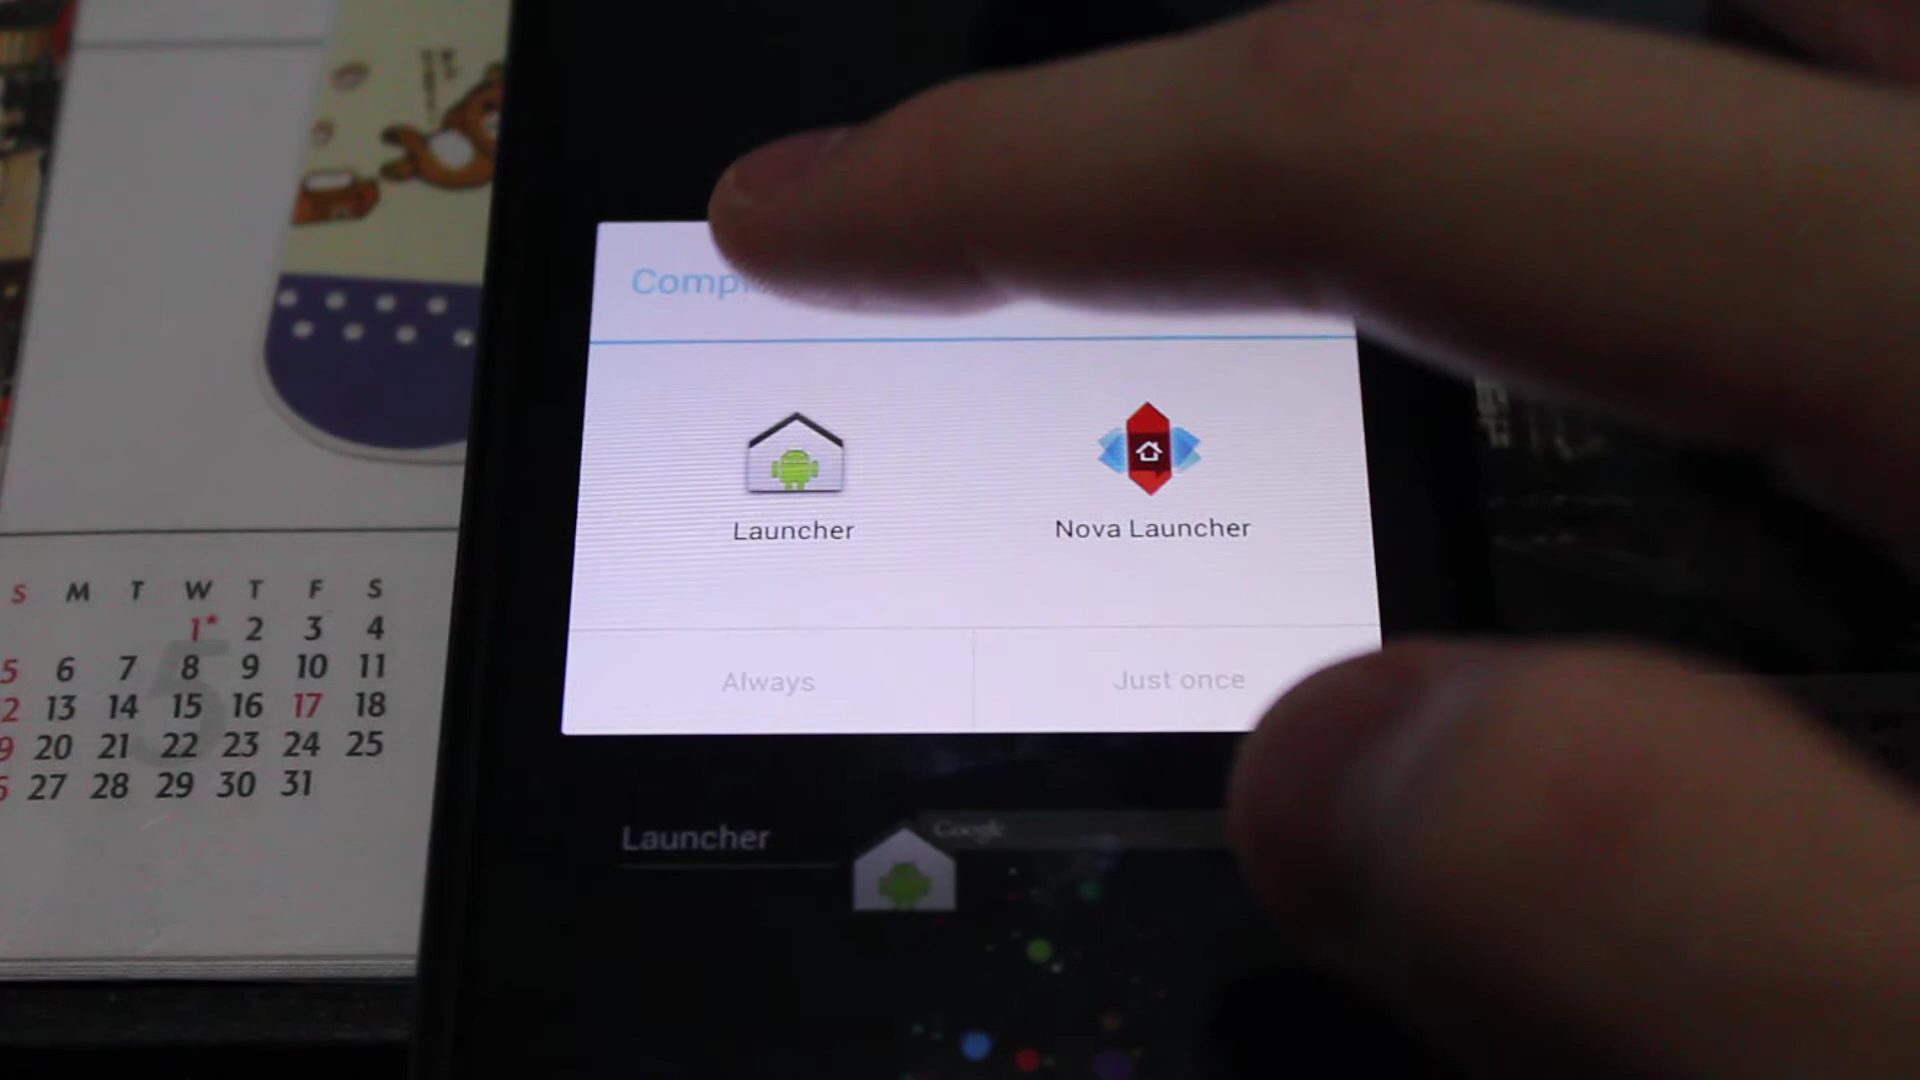 Comp
Launcher
Nova Launcher
Always
Just once
Launcher
Google
S M T W T F S
1* 2 3 4
5 6 7 8 9 10 11
2 13 14 15 16 17 18
9 20 21 22 23 24 25
6 27 28 29 30 31
5